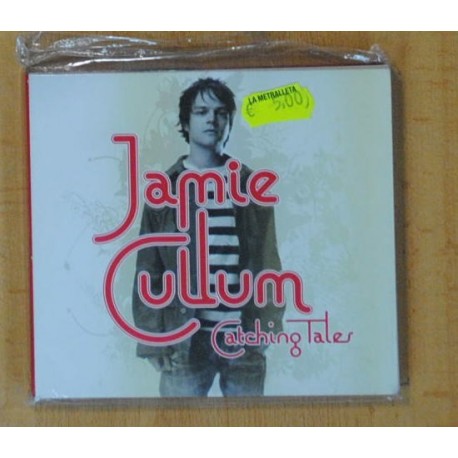 LA METRALLETA
€ 5,00
Jamie
Cullum
Catching Tales